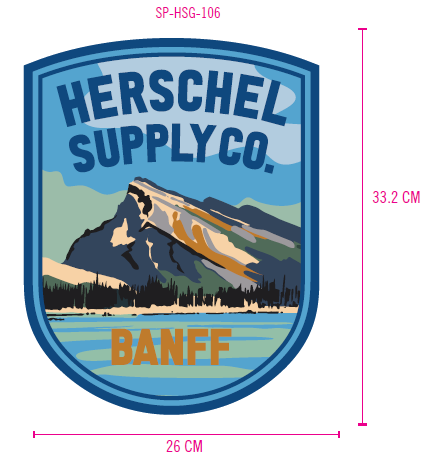 SP-HSG-106
HERSCHEL
SUPPLY CO.
33.2 CM
BANFF
26 CM